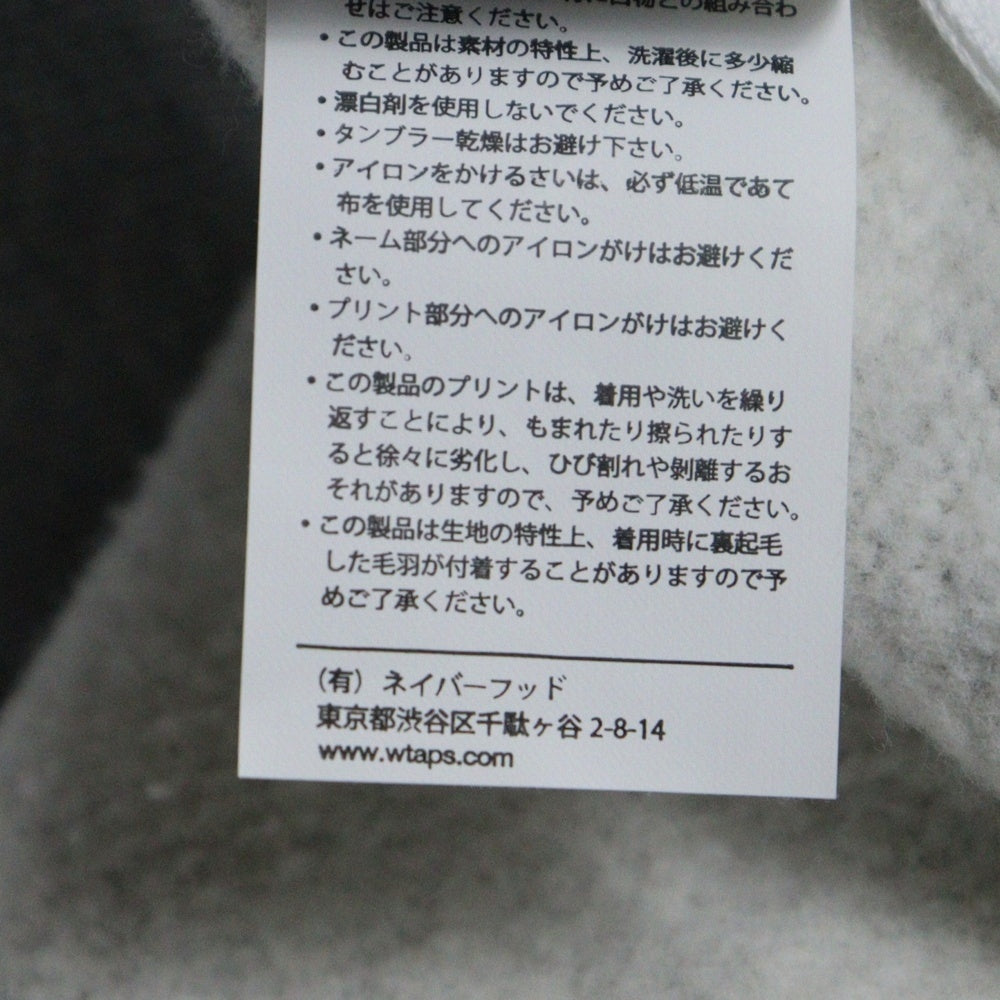 白物との組み合わ
せはご注意ください。
・この製品は素材の特性上、洗濯後に多少縮
むことがありますので予めご了承ください。
・漂白剤を使用しないでください。
・タンブラー乾燥はお避け下さい。
・アイロンをかけるさいは、必ず低温であて
布を使用してください。
・ネーム部分へのアイロンがけはお避けくだ
さい。
・プリント部分へのアイロンがけはお避けく
ださい。
・この製品のプリントは、着用や洗いを繰り
返すことにより、もまれたり擦られたりす
ると徐々に劣化し、ひび割れや剝離するお
それがありますので、予めご了承ください。
・この製品は生地の特性上、着用時に裏起毛
した毛羽が付着することがありますので予
めご了承ください。
（有）ネイバーフッド
東京都渋谷区千駄ヶ谷 2-8-14
www.wtaps.com